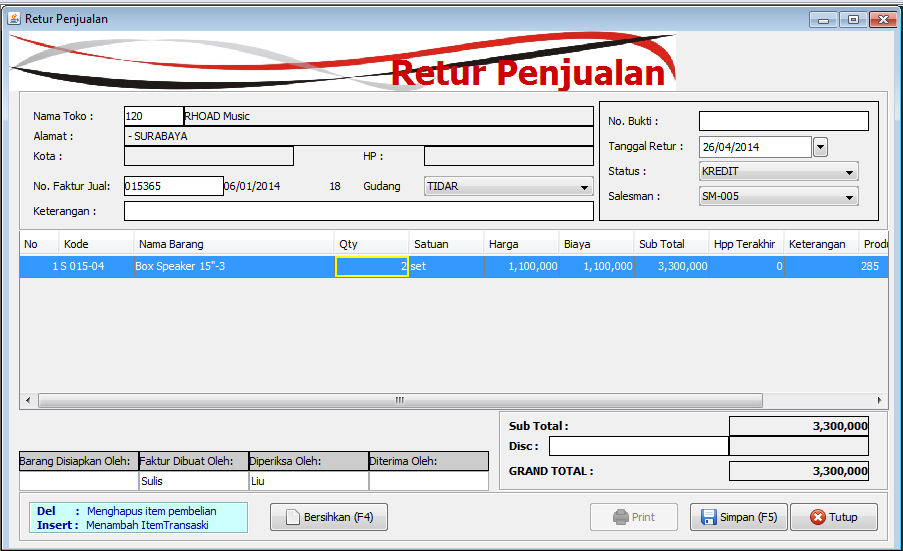 Retur Penjualan
Retur Penjualan
Nama Toko : 120 RHOAD Music
Alamat : - SURABAYA
Kota : HP :
No. Faktur Jual: 015365 06/01/2014 18 Gudang TIDAR
Keterangan :
No. Bukti :
Tanggal Retur : 26/04/2014
Status : KREDIT
Salesman : SM-005
No Kode Nama Barang Qty Satuan Harga Biaya Sub Total Hpp Terakhir Keterangan Produ
1 S 015-04 Box Speaker 15"-3 2 set 1,100,000 1,100,000 3,300,000 0 285
Sub Total : 3,300,000
Disc :
GRAND TOTAL : 3,300,000
Barang Disiapkan Oleh: Faktur Dibuat Oleh: Diperiksa Oleh: Diterima Oleh:
Sulis Liu
Del : Menghapus item pembelian
Insert : Menambah ItemTransaski
Bersihkan (F4) Print Simpan (F5) Tutup